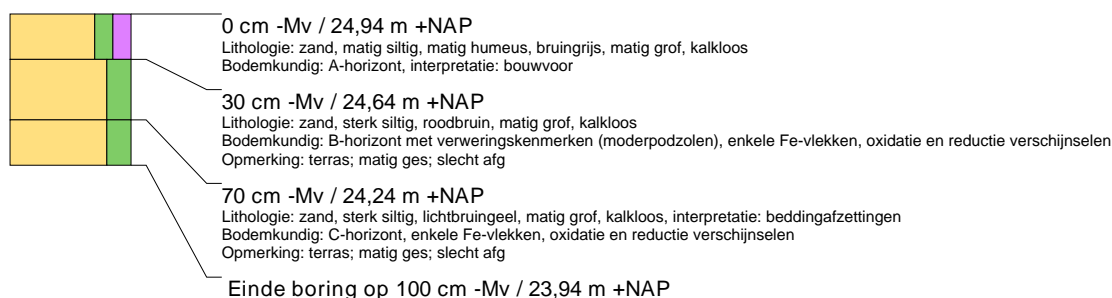 0 cm -Mv / 24,94 m +NAP
Lithologie: zand, matig siltig, matig humeus, bruingrijs, matig grof, kalkloos
Bodemkundig: A-horizont, interpretatie: bouwvoor
30 cm -Mv / 24,64 m +NAP
Lithologie: zand, sterk siltig, roodbruin, matig grof, kalkloos
Bodemkundig: B-horizont met verweringskenmerken (moderpodzolen), enkele Fe-vlekken, oxidatie en reductie verschijnselen
Opmerking: terras; matig ges; slecht afg
70 cm -Mv / 24,24 m +NAP
Lithologie: zand, sterk siltig, lichtbruingeel, matig grof, kalkloos, interpretatie: beddingafzettingen
Bodemkundig: C-horizont, enkele Fe-vlekken, oxidatie en reductie verschijnselen
Opmerking: terras; matig ges; slecht afg
Einde boring op 100 cm -Mv / 23,94 m +NAP